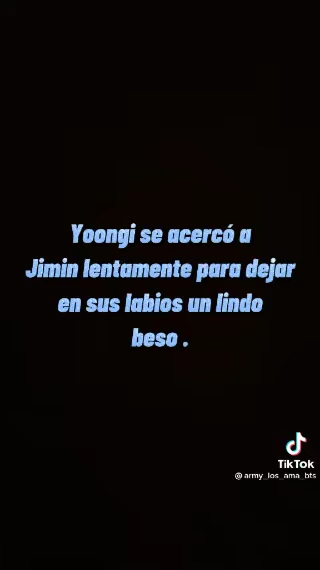 Yoongi se acercó a
Jimin lentamente para dejar
en sus labios un lindo
beso .
TikTok
@army_los_ama_bts